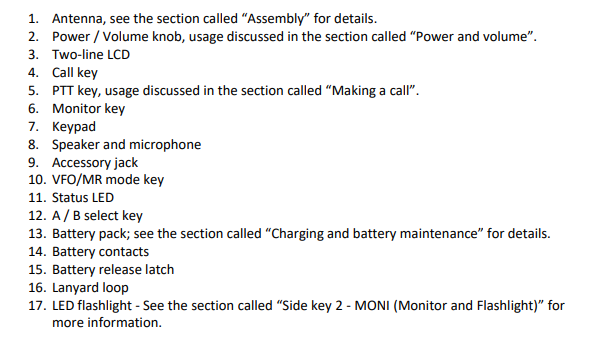 1. Antenna, see the section called “Assembly” for details.
2. Power / Volume knob, usage discussed in the section called “Power and volume”.
3. Two-line LCD
4. Call key
5. PTT key, usage discussed in the section called “Making a call”.
6. Monitor key
7. Keypad
8. Speaker and microphone
9. Accessory jack
10. VFO/MR mode key
11. Status LED
12. A / B select key
13. Battery pack; see the section called “Charging and battery maintenance” for details.
14. Battery contacts
15. Battery release latch
16. Lanyard loop
17. LED flashlight - See the section called “Side key 2 - MONI (Monitor and Flashlight)” for
more information.